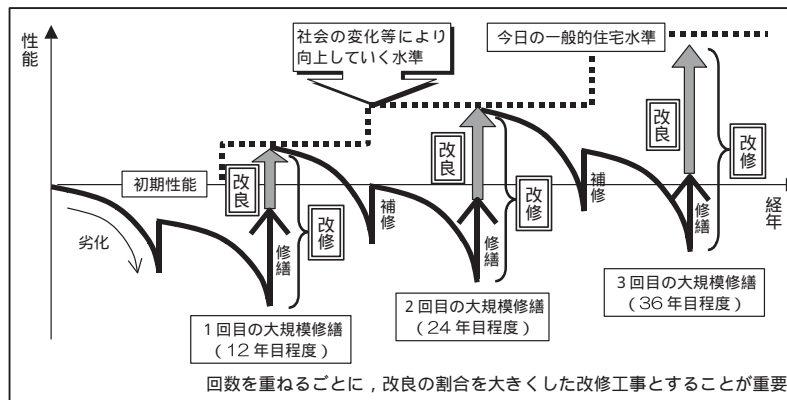 性能
社会の変化等により
向上していく水準
今日の一般的住宅水準
改良
改修
改良
改良
改修
初期性能
改修
補修
補修
経年
劣化
修繕
修繕
修繕
1回目の大規模修繕
(12年目程度)
2回目の大規模修繕
(24年目程度)
3回目の大規模修繕
(36年目程度)
回数を重ねるごとに,改良の割合を大きくした改修工事とすることが重要